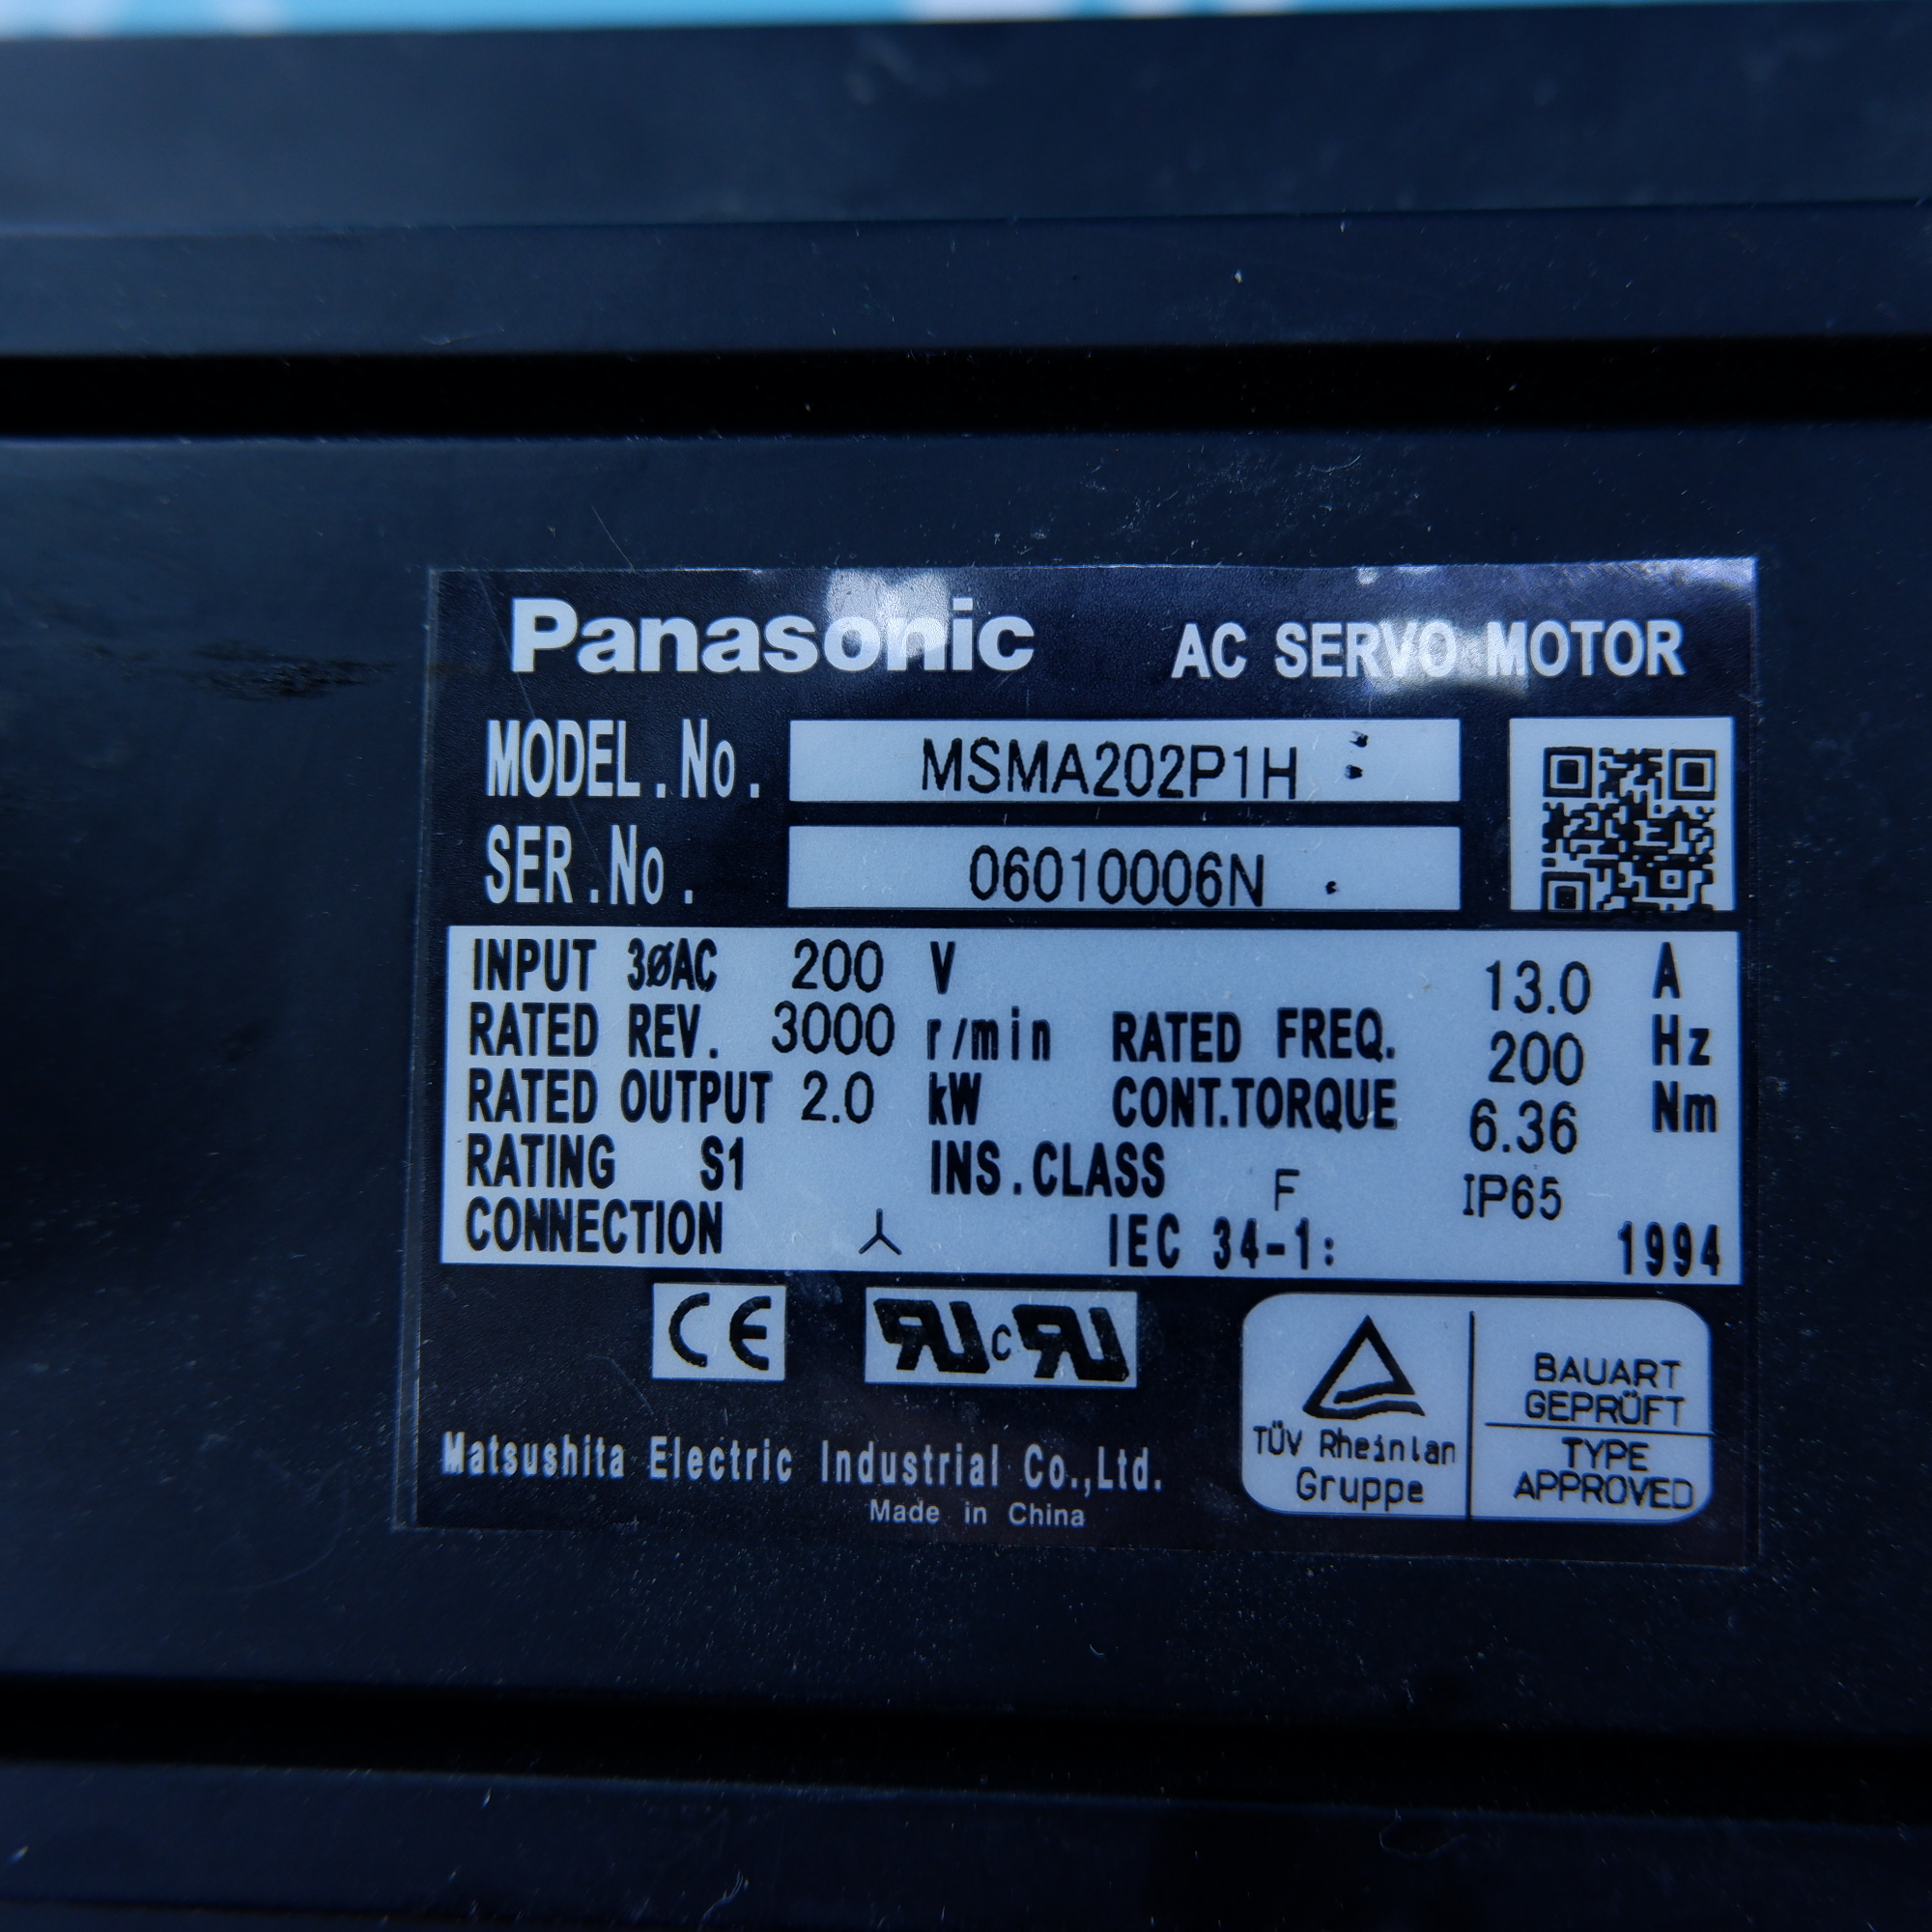 Panasonic AC SERVO MOTOR
MODEL.No. MSMA202P1H
SER.No. 06010006N
INPUT 3øAC 200 V 13.0 A
RATED REV. 3000 r/min RATED FREQ. 200 Hz
RATED OUTPUT 2.0 kW CONT.TORQUE 6.36 Nm
RATING S1 INS.CLASS F IP65
CONNECTION IEC 34-1: 1994
CE
RU c RU
BAUART
GEPRÜFT
TÜV Rheinlan
Gruppe
TYPE
APPROVED
Matsushita Electric Industrial Co.,Ltd.
Made in China